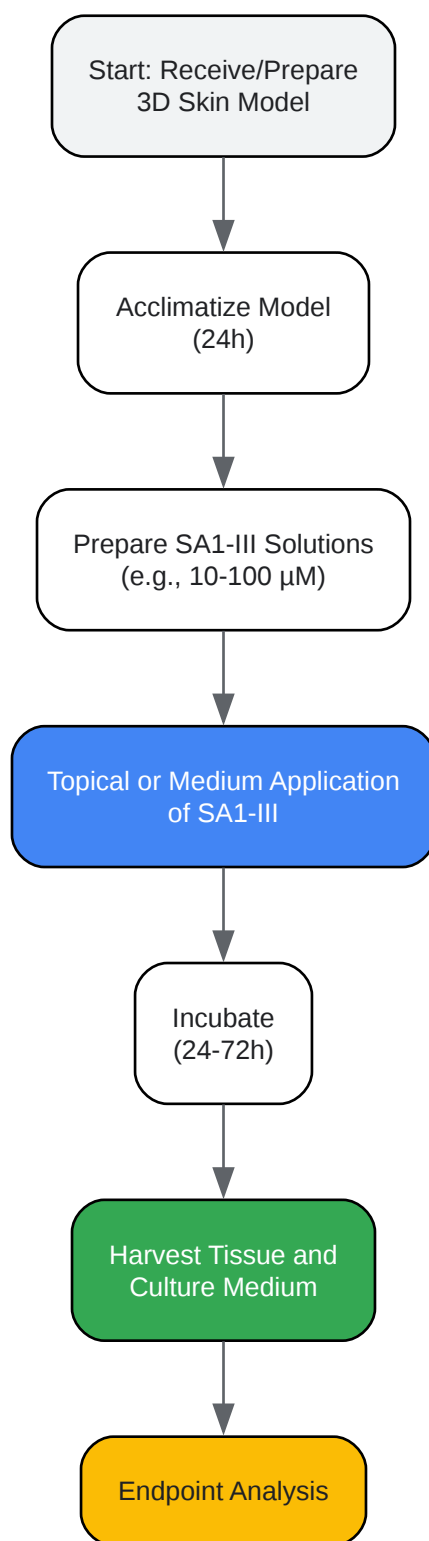 Start: Receive/Prepare
3D Skin Model
Acclimatize Model
(24h)
Prepare SA1-III Solutions
(e.g., 10-100 µM)
Topical or Medium Application
of SA1-III
Incubate
(24-72h)
Harvest Tissue and
Culture Medium
Endpoint Analysis